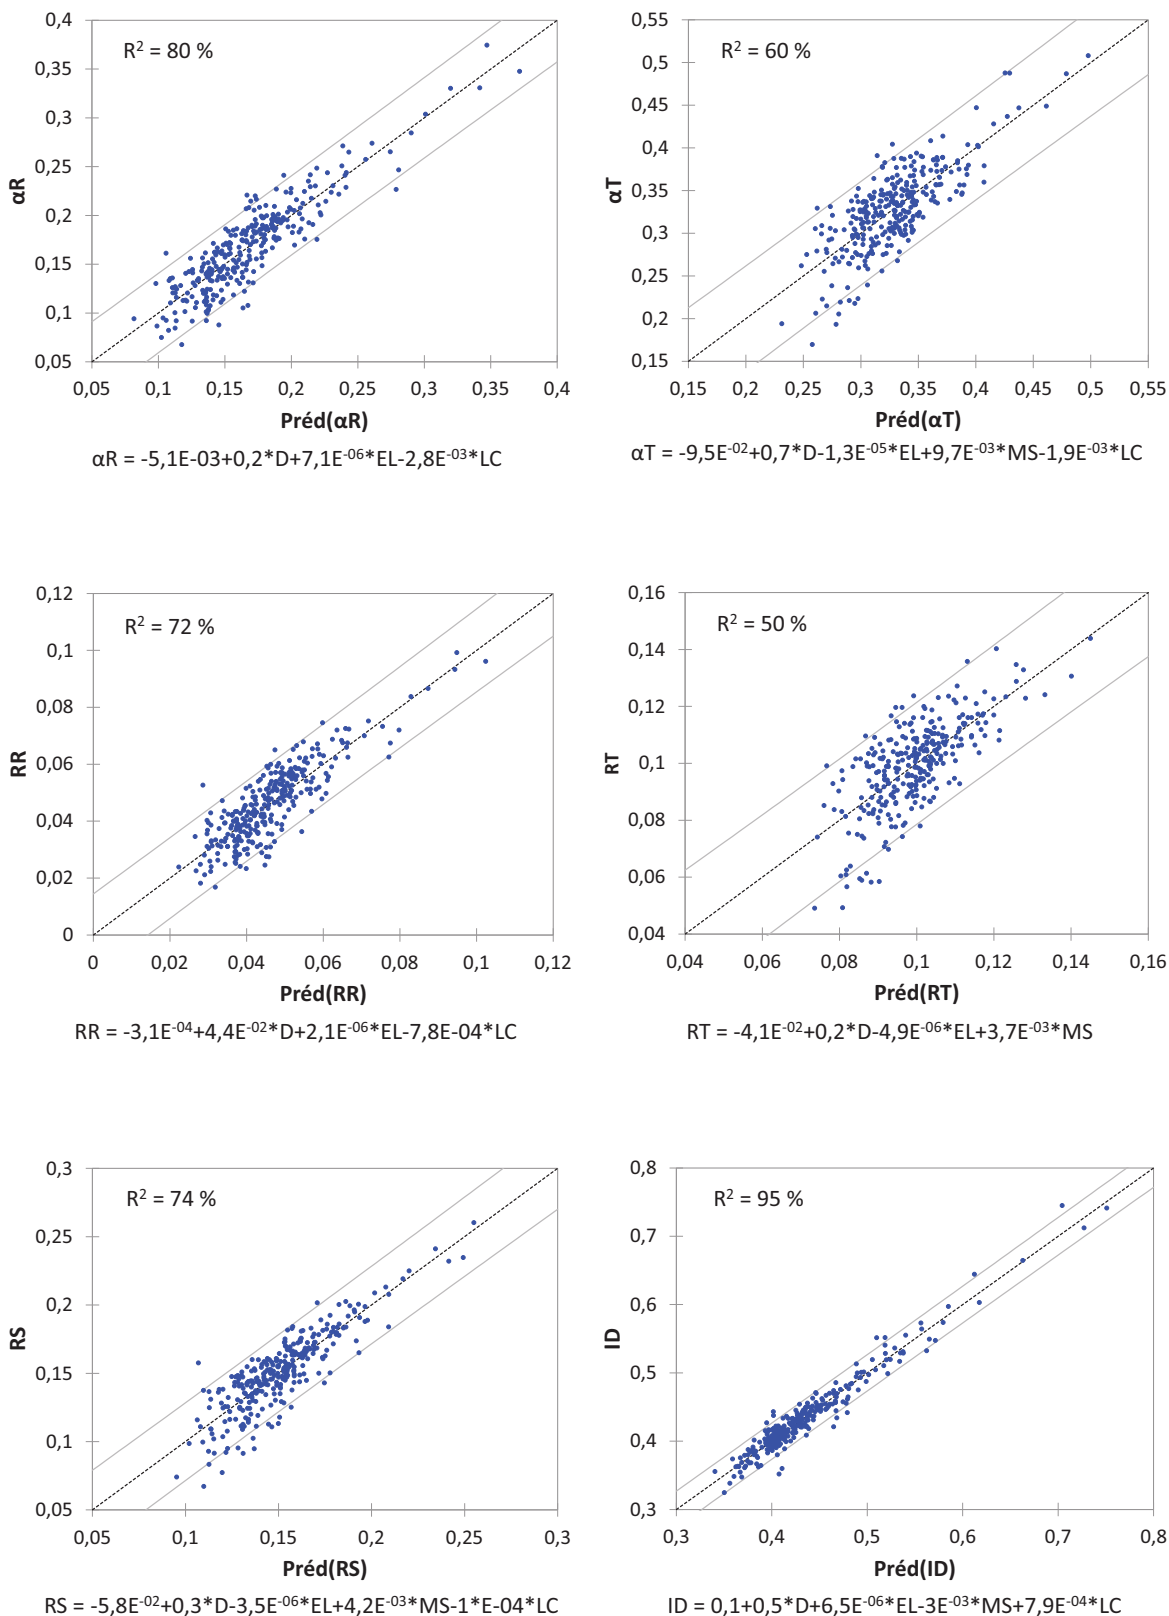 R² = 80 %
αR
0,4
0,35
0,3
0,25
0,2
0,15
0,1
0,05
0,05 0,1 0,15 0,2 0,25 0,3 0,35 0,4
Préd(αR)
αR = -5,1E-03+0,2*D+7,1E⁻⁰⁶*EL-2,8E⁻⁰³*LC
R² = 60 %
αT
0,55
0,5
0,45
0,4
0,35
0,3
0,25
0,2
0,15
0,15 0,2 0,25 0,3 0,35 0,4 0,45 0,5 0,55
Préd(αT)
αT = -9,5E⁻⁰²+0,7*D-1,3E⁻⁰⁵*EL+9,7E⁻⁰³*MS-1,9E⁻⁰³*LC
R² = 72 %
RR
0,12
0,1
0,08
0,06
0,04
0,02
0
0 0,02 0,04 0,06 0,08 0,1 0,12
Préd(RR)
RR = -3,1E⁻⁰⁴+4,4E⁻⁰²*D+2,1E⁻⁰⁶*EL-7,8E-04*LC
R² = 50 %
RT
0,16
0,14
0,12
0,1
0,08
0,06
0,04
0,04 0,06 0,08 0,1 0,12 0,14 0,16
Préd(RT)
RT = -4,1E⁻⁰²+0,2*D-4,9E⁻⁰⁶*EL+3,7E⁻⁰³*MS
R² = 74 %
RS
0,3
0,25
0,2
0,15
0,1
0,05
0,05 0,1 0,15 0,2 0,25 0,3
Préd(RS)
RS = -5,8E⁻⁰²+0,3*D-3,5E⁻⁰⁶*EL+4,2E⁻⁰³*MS-1*E-04*LC
R² = 95 %
ID
0,8
0,7
0,6
0,5
0,4
0,3
0,3 0,4 0,5 0,6 0,7 0,8
Préd(ID)
ID = 0,1+0,5*D+6,5E⁻⁰⁶*EL-3E⁻⁰³*MS+7,9E⁻⁰⁴*LC